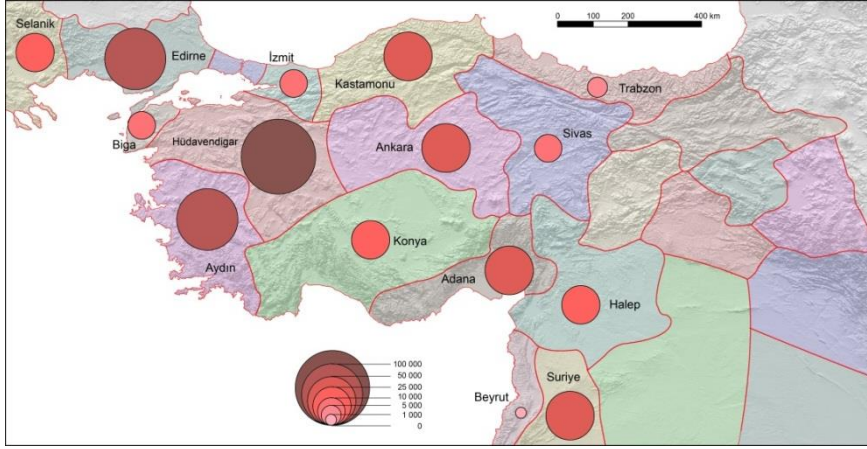 Selanik
0 100 200 400 km
Edirne
İzmit
Kastamonu
Trabzon
Biga
Hüdavendigar
Ankara
Sivas
Aydın
Konya
Adana
Halep
Beyrut
Suriye
100 000
50 000
25 000
10 000
5 000
1 000
0